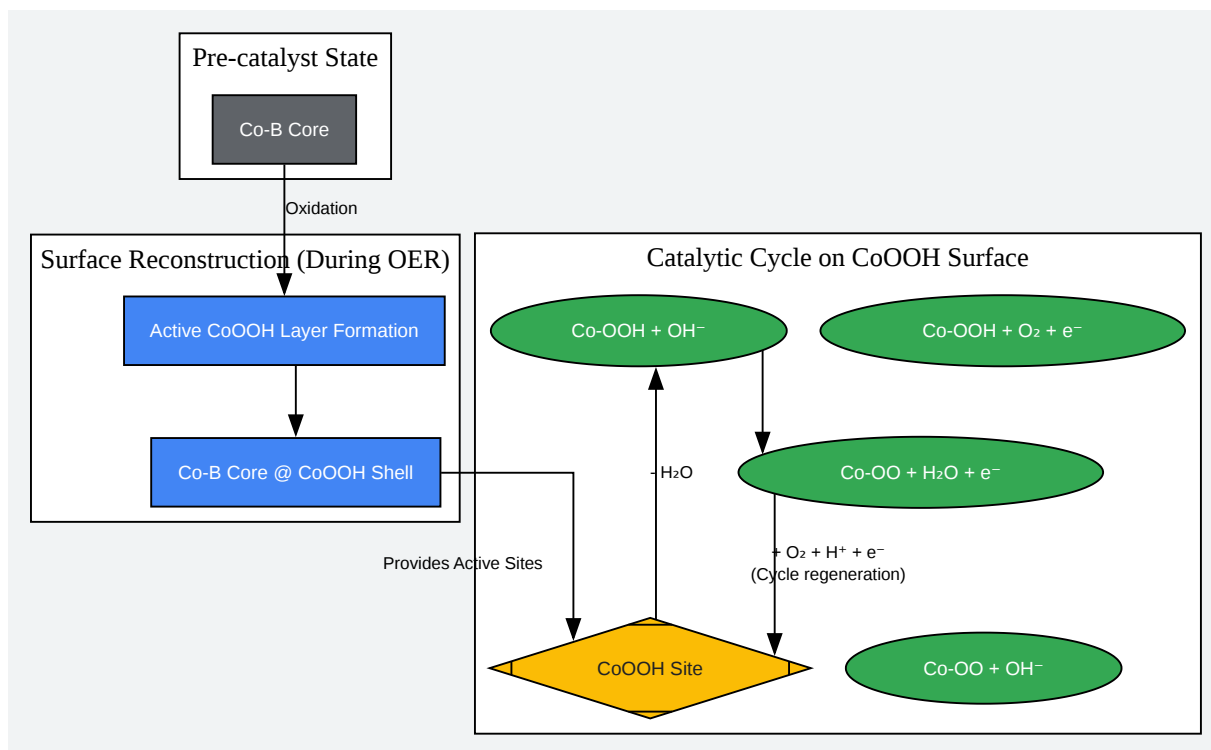 Pre-catalyst State
Co-B Core
Oxidation
Surface Reconstruction (During OER)
Active CoOOH Layer Formation
Co-B Core @ CoOOH Shell
Provides Active Sites
Catalytic Cycle on CoOOH Surface
Co-OOH + OH⁻
Co-OOH + O₂ + e⁻
- H₂O
Co-OO + H₂O + e⁻
+ O₂ + H⁺ + e⁻
(Cycle regeneration)
CoOOH Site
Co-OO + OH⁻